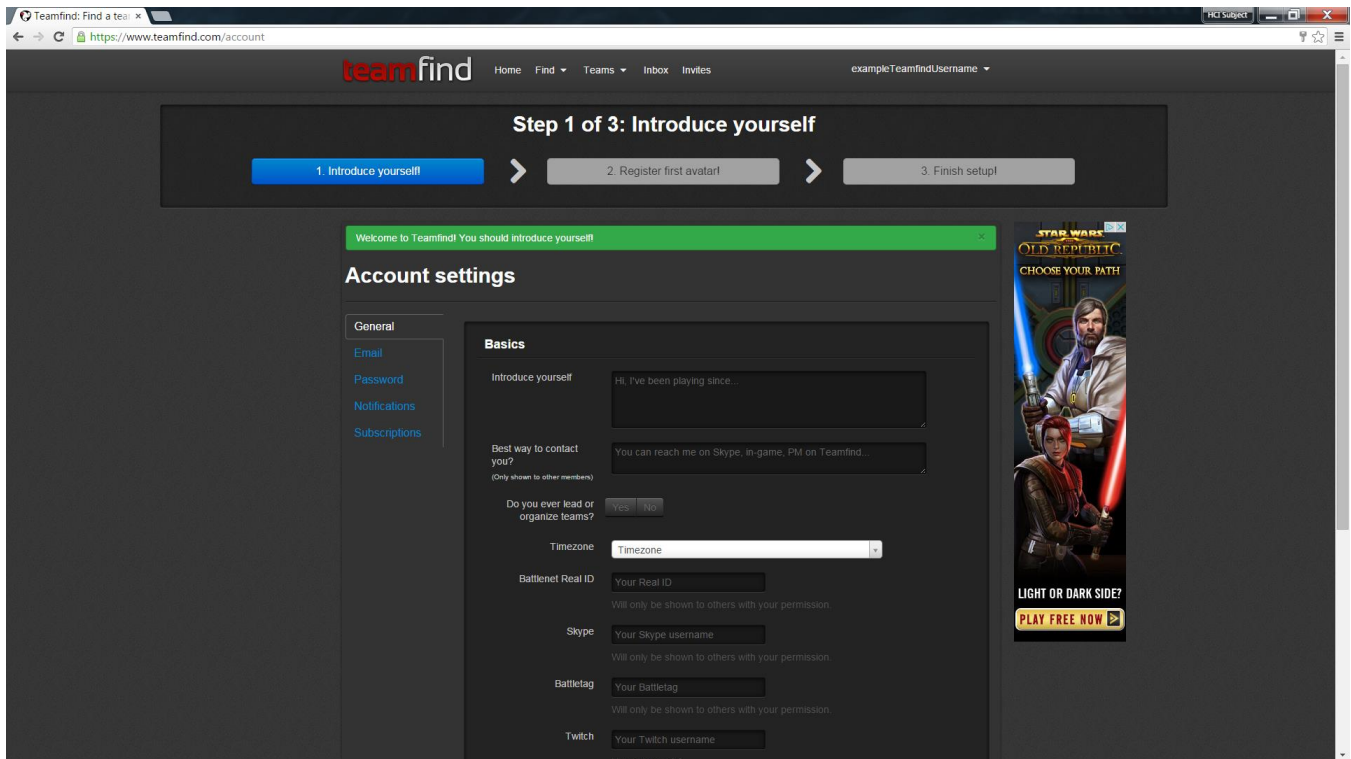 Teamfind: Find a tea
HCI Subject
https://www.teamfind.com/account
teamfind Home Find Teams Inbox Invites exampleTeamfindUsername
Step 1 of 3: Introduce yourself
1. Introduce yourself! 2. Register first avatar! 3. Finish setup!
Welcome to Teamfind! You should introduce yourself! ×
Account settings
General
Email
Password
Notifications
Subscriptions
Basics
Introduce yourself
Hi, I've been playing since...
Best way to contact
you?
(Only shown to other members)
You can reach me on Skype, in-game, PM on Teamfind...
Do you ever lead or
organize teams?
Yes No
Timezone
Timezone
Battlenet Real ID
Your Real ID
Will only be shown to others with your permission.
Skype
Your Skype username
Will only be shown to others with your permission.
Battletag
Your Battletag
Will only be shown to others with your permission.
Twitch
Your Twitch username
STAR WARS
THE
OLD REPUBLIC
CHOOSE YOUR PATH
LIGHT OR DARK SIDE?
PLAY FREE NOW